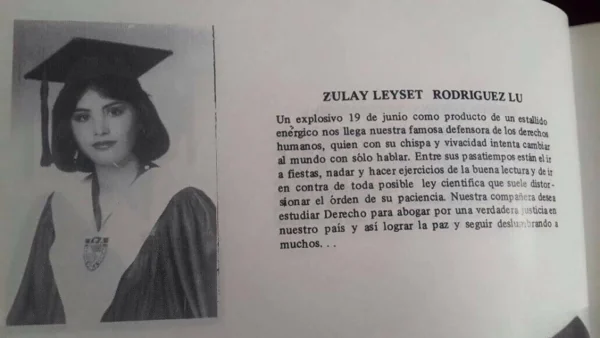 ZULAY LEYSET RODRIGUEZ LU
Un explosivo 19 de junio como producto de un estallido
enérgico nos llega nuestra famosa defensora de los derechos
humanos, quien con su chispa y vivacidad intenta cambiar
al mundo con sólo hablar. Entre sus pasatiempos están el ir
a fiestas, nadar y hacer ejercicios de la buena lectura y de ir
en contra de toda posible ley científica que suele distor-
sionar el órden de su paciencia. Nuestra compañera desea
estudiar Derecho para abogar por una verdadera justicia en
nuestro país y así lograr la paz y seguir deslumbrando a
muchos. . .